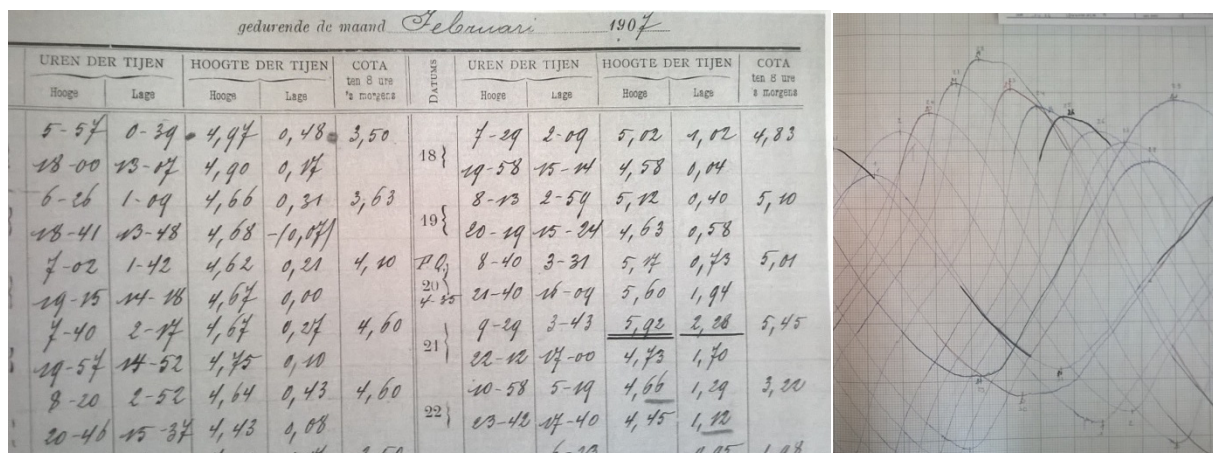 gedurende de maand Februari 1907
UREN DER TIJEN HOOGTE DER TIJEN COTA ten 8 ure 's morgens DATUMS UREN DER TIJEN HOOGTE DER TIJEN COTA ten 8 ure 's morgens
Hooge Lage Hooge Lage Hooge Lage Hooge Lage
5-57 0-39 4,97 0,48 3,50 18 7-29 2-09 5,02 1,02 4,83
18-00 13-07 4,90 0,17 19-58 15-14 4,58 0,04
6-26 1-09 4,66 0,31 3,63 19 8-13 2-59 5,12 0,40 5,10
18-41 13-48 4,68 -(0,07) 20-19 15-24 4,63 0,58
7-02 1-42 4,62 0,21 4,10 P.Q. 20 4-35 8-40 3-31 5,17 0,73 5,01
19-15 14-18 4,67 0,00 21-40 16-09 5,60 1,94
7-40 2-17 4,67 0,27 4,60 21 9-29 3-43 5,92 2,28 5,45
19-57 14-52 4,75 0,10 22-12 17-00 4,73 1,70
8-20 2-52 4,64 0,43 4,60 22 10-58 5-19 4,66 1,29 3,22
20-46 15-37 4,43 0,08 23-42 17-40 4,45 1,12